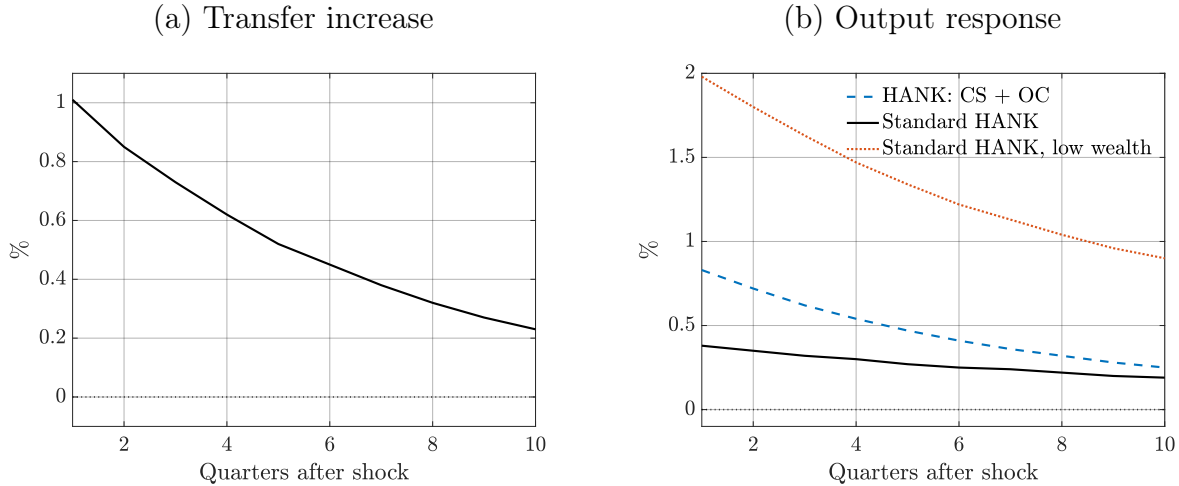 (a) Transfer increase
1
0.8
0.6
0.4
0.2
0
%
2 4 6 8 10
Quarters after shock
(b) Output response
2
1.5
1
0.5
0
%
HANK: CS + OC
Standard HANK
Standard HANK, low wealth
2 4 6 8 10
Quarters after shock